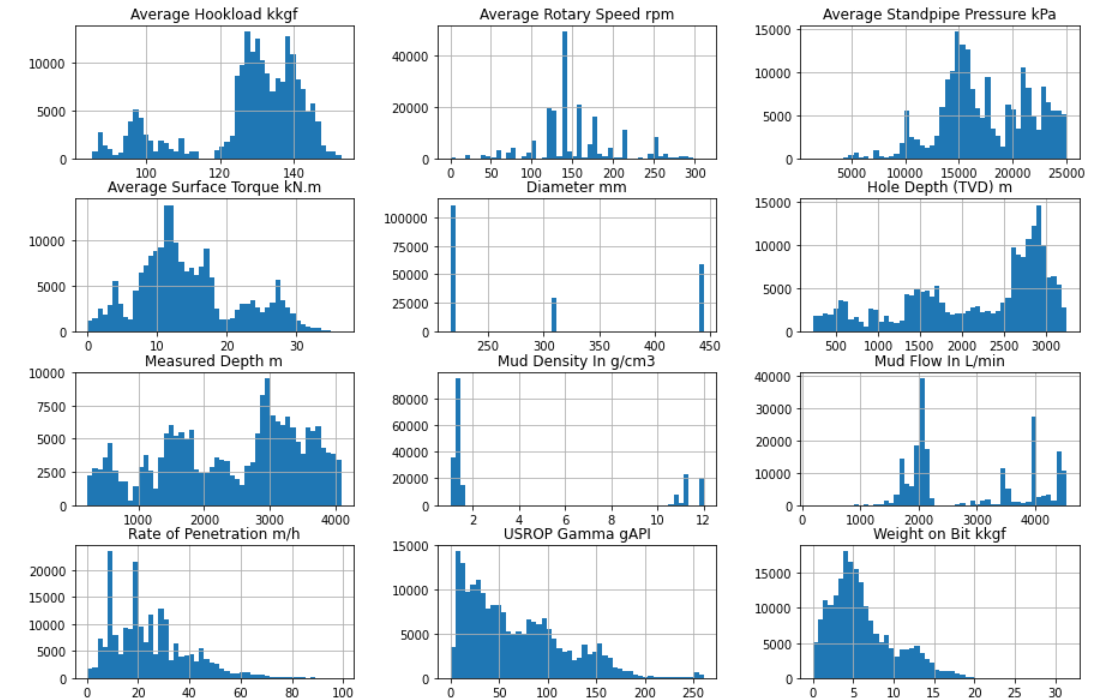 Average Hookload kkgf
10000
5000
0
100 120 140
Average Rotary Speed rpm
40000
20000
0
0 50 100 150 200 250 300
Average Standpipe Pressure kPa
15000
10000
5000
0
5000 10000 15000 20000 25000
Average Surface Torque kN.m
10000
5000
0
0 10 20 30
Diameter mm
100000
75000
50000
25000
0
250 300 350 400 450
Hole Depth (TVD) m
15000
10000
5000
0
500 1000 1500 2000 2500 3000
Measured Depth m
10000
7500
5000
2500
0
1000 2000 3000 4000
Mud Density In g/cm3
80000
60000
40000
20000
0
2 4 6 8 10 12
Mud Flow In L/min
40000
30000
20000
10000
0
0 1000 2000 3000 4000
Rate of Penetration m/h
20000
15000
10000
5000
0
0 20 40 60 80 100
USROP Gamma gAPI
15000
10000
5000
0
0 50 100 150 200 250
Weight on Bit kkgf
15000
10000
5000
0
0 5 10 15 20 25 30